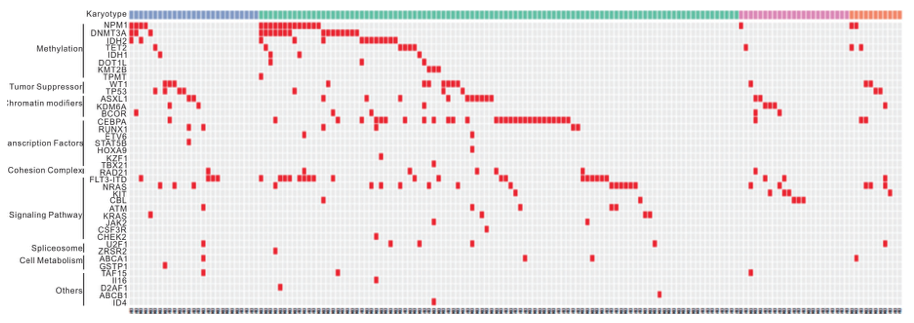 Karyotype
NPM1
DNMT3A
IDH2
Methylation
TET2
IDH1
DOT1L
KMT2B
TPMT
Tumor Suppressor
WT1
TP53
Chromatin modifiers
ASXL1
KDM6A
BCOR
CEBPA
RUNX1
ETV6
anscription Factors
STAT5B
HOXA9
KZF1
TBX21
Cohesion Complex
RAD21
FLT3-ITD
NRAS
KIT
CBL
Signaling Pathway
ATM
KRAS
JAK2
CSF3R
CHEK2
Spliceosome
U2F1
ZRSR2
Cell Metabolism
ABCA1
GSTP1
TAF15
Il16
Others
D2AF1
ABCB1
ID4